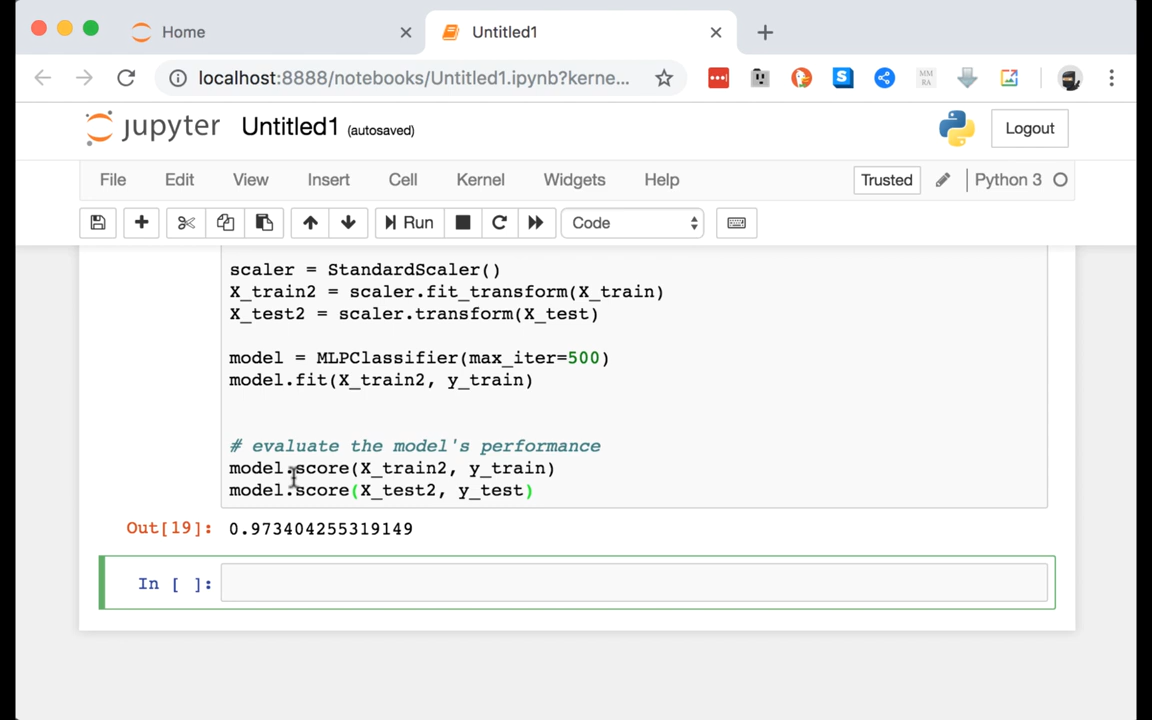 Home
Untitled1
localhost:8888/notebooks/Untitled1.ipynb?kerne...
MM
RA
jupyter Untitled1 (autosaved)
Logout
File Edit View Insert Cell Kernel Widgets Help
Trusted
Python 3
Run
Code
scaler = StandardScaler()
X_train2 = scaler.fit_transform(X_train)
X_test2 = scaler.transform(X_test)
model = MLPClassifier(max_iter=500)
model.fit(X_train2, y_train)
# evaluate the model's performance
model.score(X_train2, y_train)
model.score(X_test2, y_test)
Out[19]: 0.973404255319149
In [ ]: